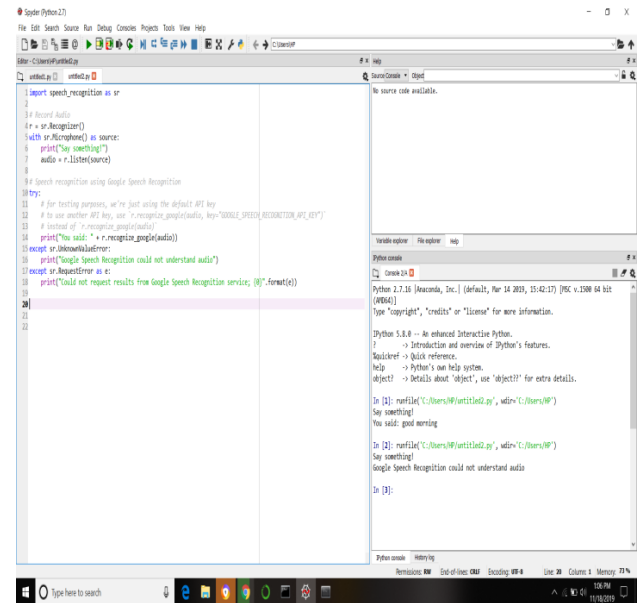 Spyder (Python 2.7)
File Edit Search Source Run Debug Consoles Projects Tools View Help
C:\Users\HP
Editor - C:\Users\HP\untitled2.py
untitled1.py
untitled2.py
1 import speech_recognition as sr
2
3 # Record Audio
4 r = sr.Recognizer()
5 with sr.Microphone() as source:
6 print("Say something!")
7 audio = r.listen(source)
8
9 # Speech recognition using Google Speech Recognition
10 try:
11 # for testing purposes, we're just using the default API key
12 # to use another API key, use `r.recognize_google(audio, key="GOOGLE_SPEECH_RECOGNITION_API_KEY")`
13 # instead of `r.recognize_google(audio)`
14 print("You said: " + r.recognize_google(audio))
15 except sr.UnknownValueError:
16 print("Google Speech Recognition could not understand audio")
17 except sr.RequestError as e:
18 print("Could not request results from Google Speech Recognition service; {0}".format(e))
19
20
21
22
Help
Source Console Object
No source code available.
Variable explorer File explorer Help
IPython console
Console 2/A
Python 2.7.16 |Anaconda, Inc.| (default, Mar 14 2019, 15:42:17) [MSC v.1500 64 bit
(AMD64)]
Type "copyright", "credits" or "license" for more information.
IPython 5.8.0 -- An enhanced Interactive Python.
? -> Introduction and overview of IPython's features.
%quickref -> Quick reference.
help -> Python's own help system.
object? -> Details about 'object', use 'object??' for extra details.
In [1]: runfile('C:/Users/HP/untitled2.py', wdir='C:/Users/HP')
Say something!
You said: good morning
In [2]: runfile('C:/Users/HP/untitled2.py', wdir='C:/Users/HP')
Say something!
Google Speech Recognition could not understand audio
In [3]:
IPython console History log
Permissions: RW End-of-lines: CRLF Encoding: UTF-8 Line: 20 Column: 1 Memory: 73 %
Type here to search
1:06 PM
11/18/2019